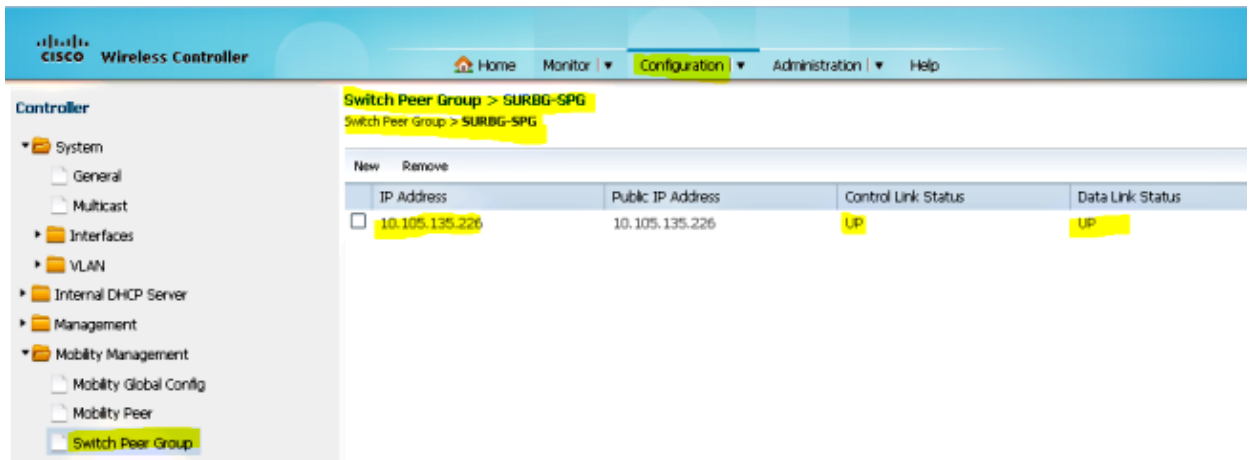 CISCO Wireless Controller
Home Monitor Configuration Administration Help
Controller
System
General
Multicast
Interfaces
VLAN
Internal DHCP Server
Management
Mobility Management
Mobility Global Config
Mobility Peer
Switch Peer Group
Switch Peer Group > SURBG-SPG
Switch Peer Group > SURBG-SPG
New Remove
IP Address Public IP Address Control Link Status Data Link Status
10.105.135.226 10.105.135.226 UP UP